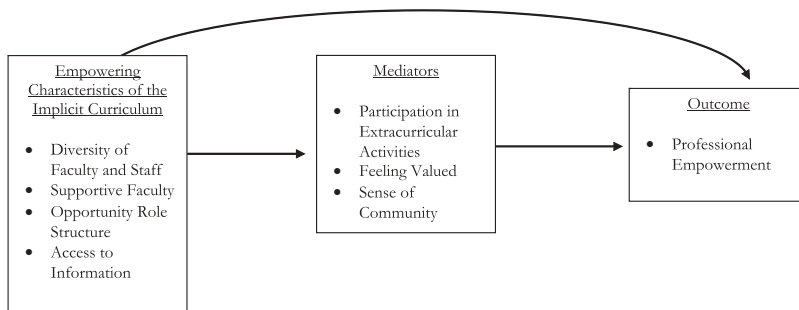 Empowering
Characteristics of the
Implicit Curriculum
• Diversity of
Faculty and Staff
• Supportive Faculty
• Opportunity Role
Structure
• Access to
Information
Mediators
• Participation in
Extracurricular
Activities
• Feeling Valued
• Sense of
Community
Outcome
• Professional
Empowerment